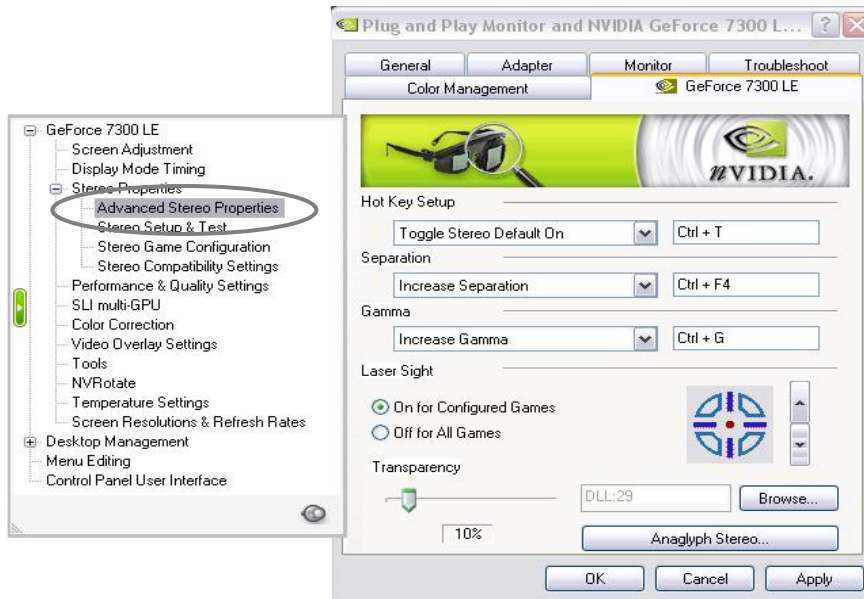 GeForce 7300 LE
Screen Adjustment
Display Mode Timing
Stereo Properties
Advanced Stereo Properties
Stereo Setup & Test
Stereo Game Configuration
Stereo Compatibility Settings
Performance & Quality Settings
SLI multi-GPU
Color Correction
Video Overlay Settings
Tools
NVRotate
Temperature Settings
Screen Resolutions & Refresh Rates
Desktop Management
Menu Editing
Control Panel User Interface
Plug and Play Monitor and NVIDIA GeForce 7300 L... ?
General Adapter Monitor Troubleshoot
Color Management GeForce 7300 LE
nVIDIA.
Hot Key Setup
Toggle Stereo Default On Ctrl + T
Separation
Increase Separation Ctrl + F4
Gamma
Increase Gamma Ctrl + G
Laser Sight
On for Configured Games
Off for All Games
Transparency
DLL:29 Browse...
10% Anaglyph Stereo...
OK Cancel Apply